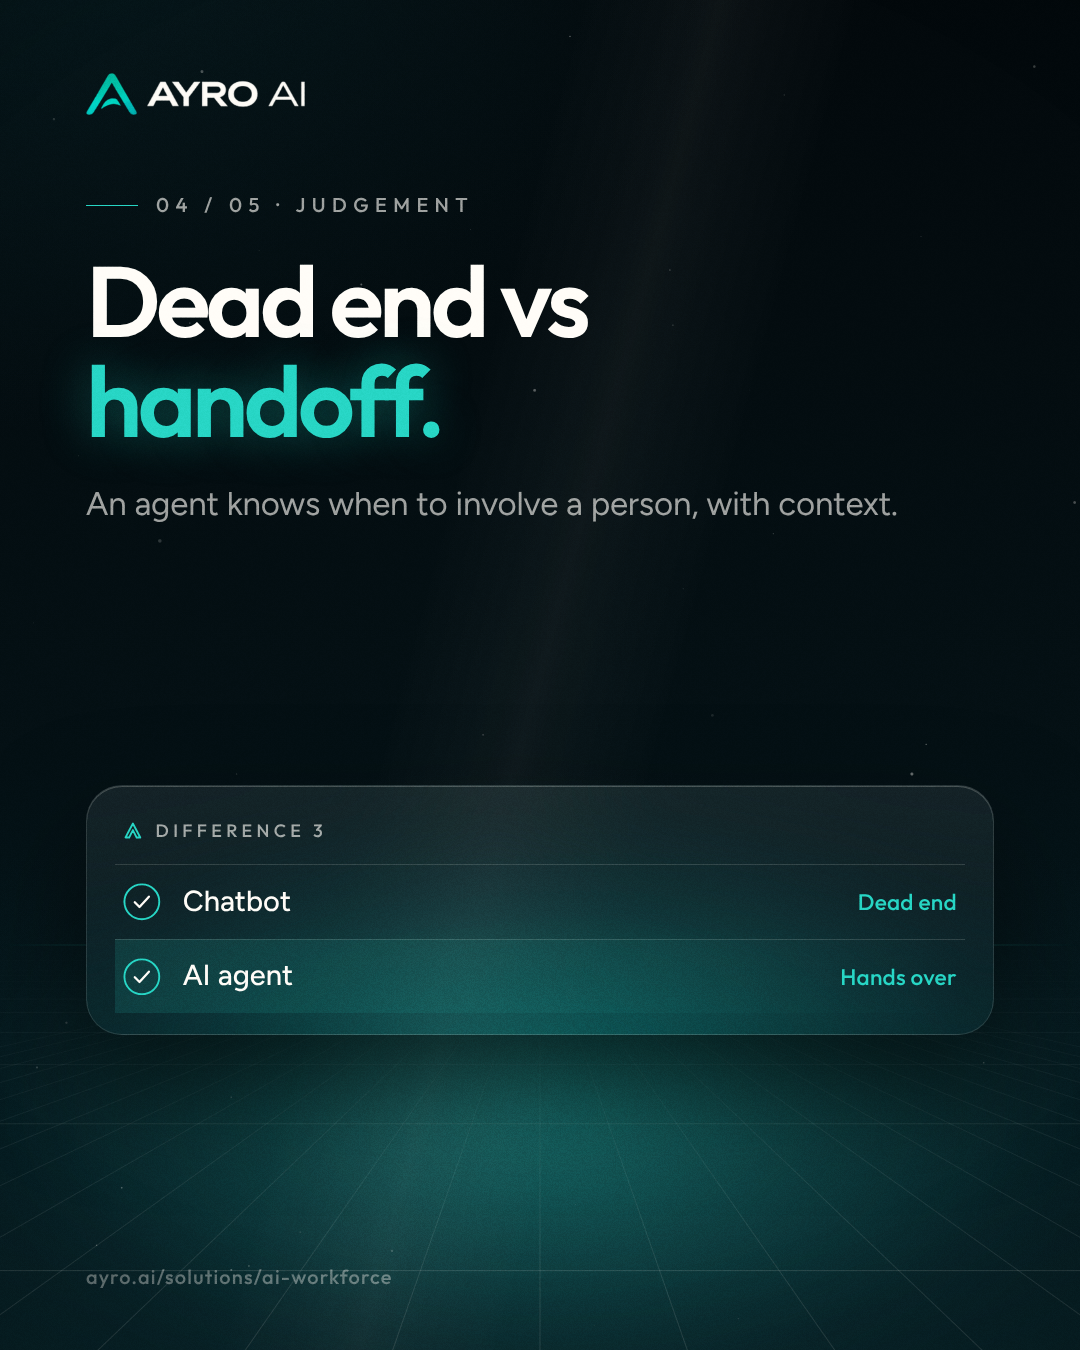 AYRO AI
04 / 05 · JUDGEMENT
Dead end vs
handoff.
An agent knows when to involve a person, with context.
DIFFERENCE 3
Chatbot Dead end
AI agent Hands over
ayro.ai/solutions/ai-workforce